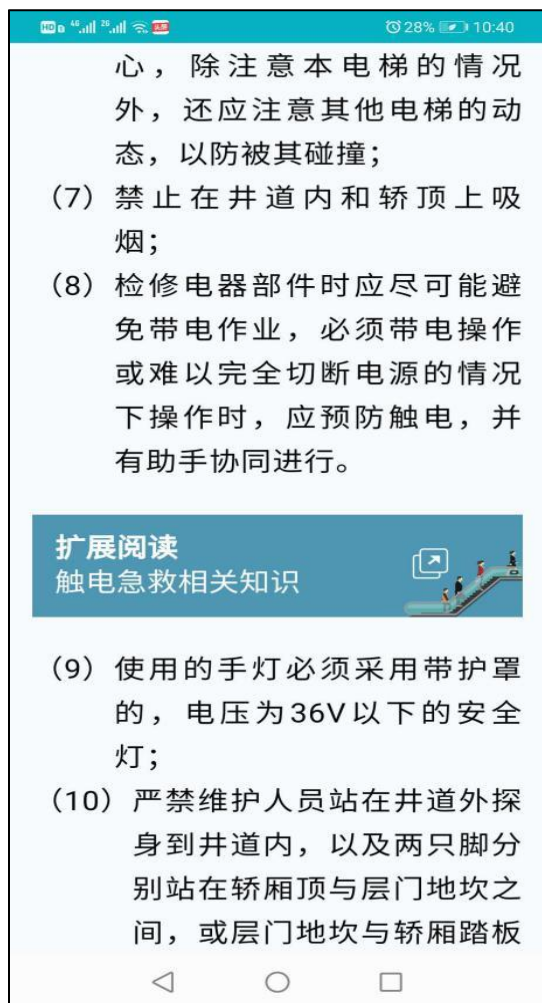 HD 4G 2G 28% 10:40
心，除注意本电梯的情况
外，还应注意其他电梯的动
态，以防被其碰撞；
（7）禁止在井道内和轿顶上吸
烟；
（8）检修电器部件时应尽可能避
免带电作业，必须带电操作
或难以完全切断电源的情况
下操作时，应预防触电，并
有助手协同进行。
扩展阅读
触电急救相关知识
（9）使用的手灯必须采用带护罩
的，电压为36V以下的安全
灯；
（10）严禁维护人员站在井道外探
身到井道内，以及两只脚分
别站在轿厢顶与层门地坎之
间，或层门地坎与轿厢踏板